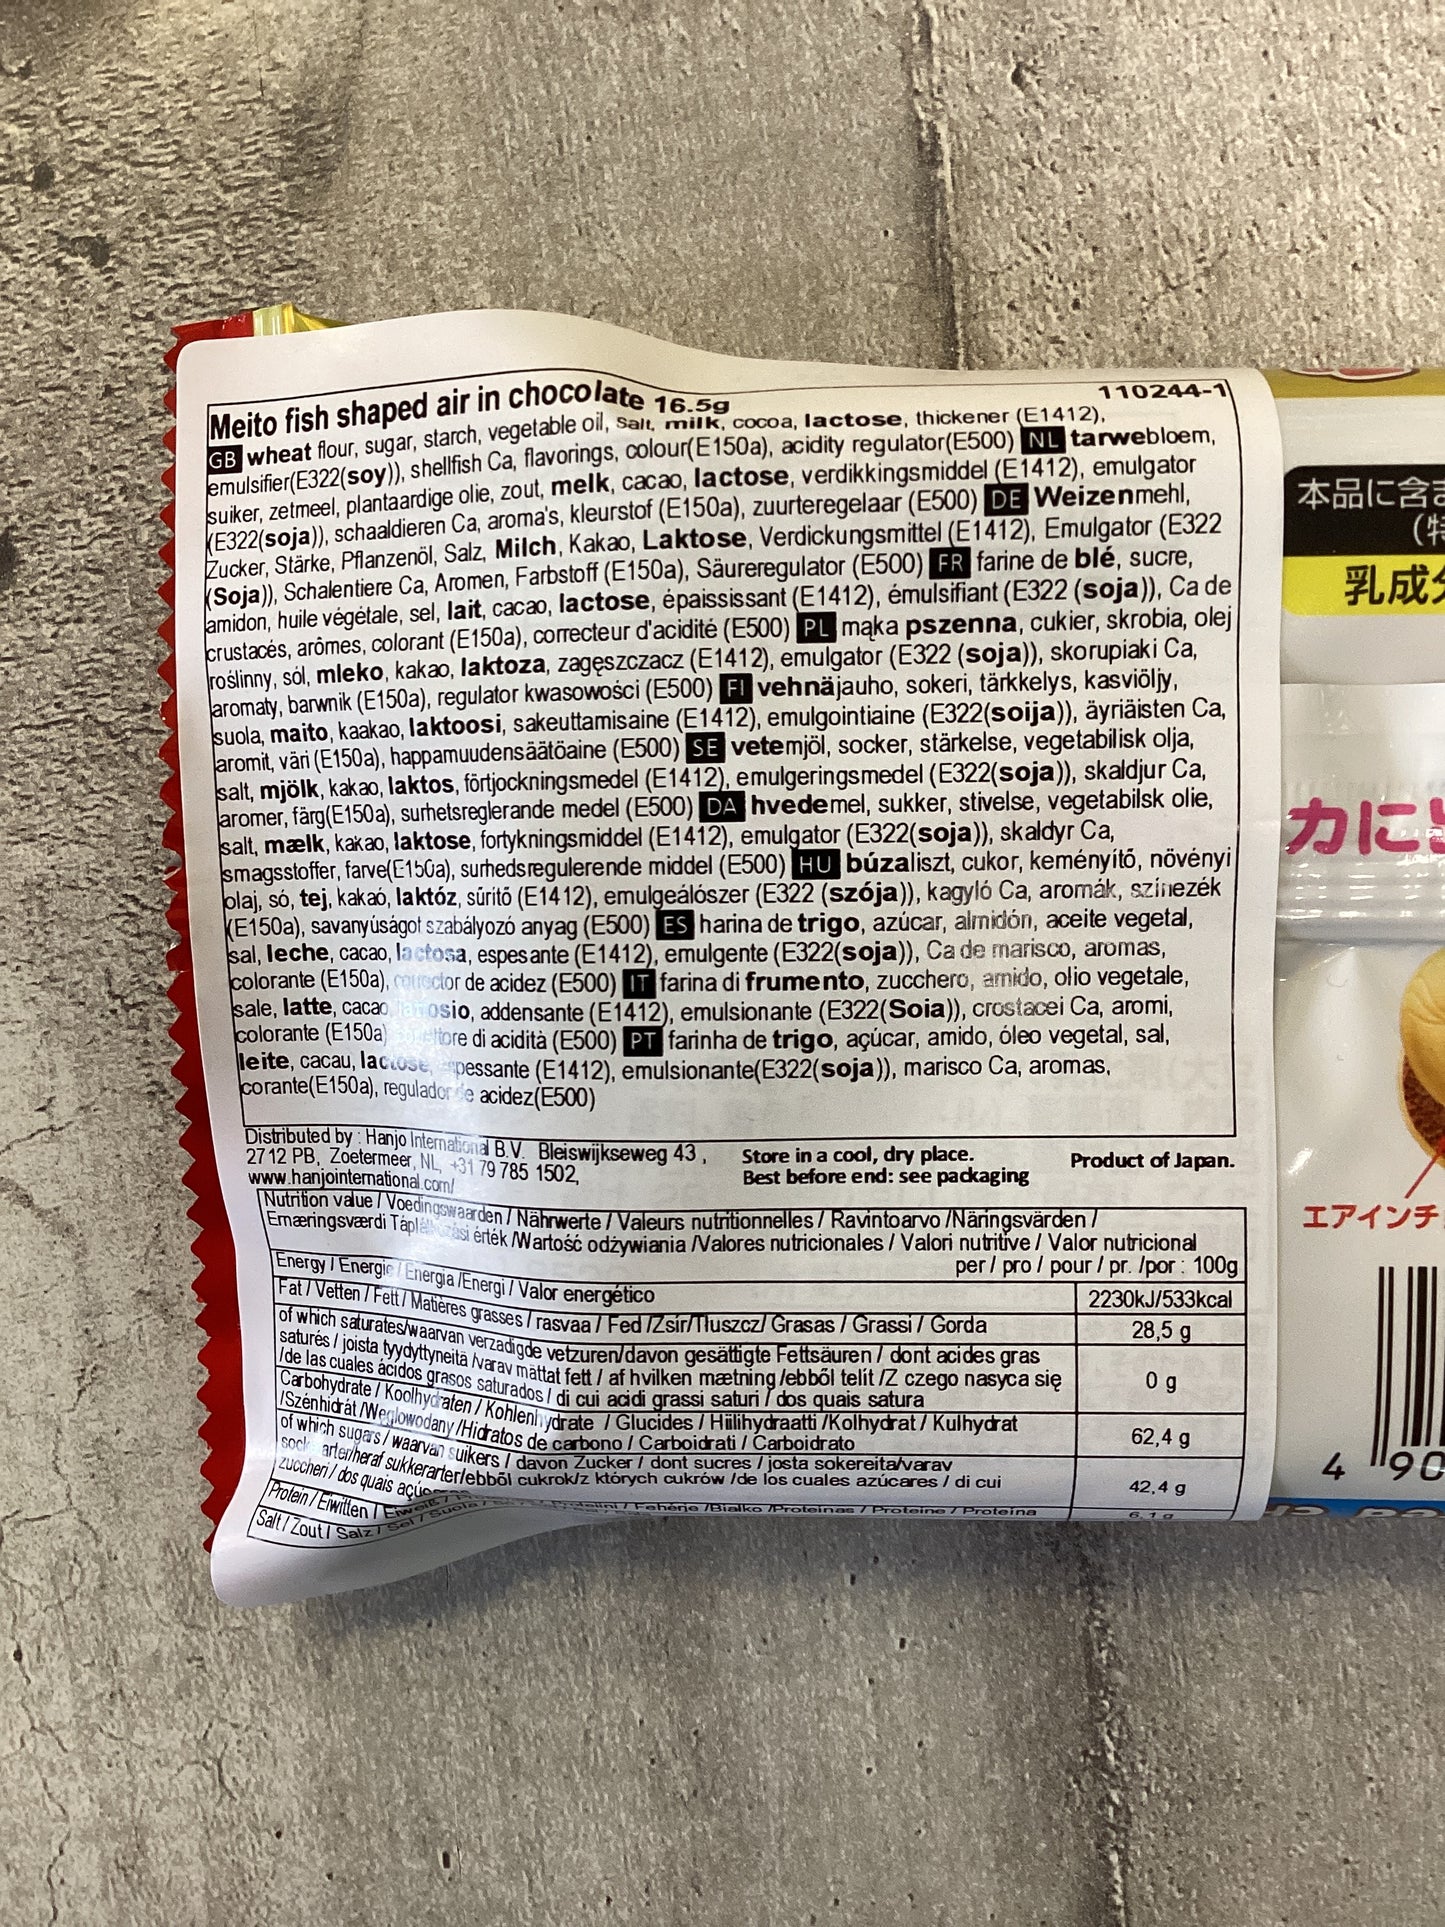 Meito fish shaped air in chocolate 16.5g
110244-1
GB wheat flour, sugar, starch, vegetable oil, Salt, milk, cocoa, lactose, thickener (E1412),
emulsifier(E322(soy)), shellfish Ca, flavorings, colour(E150a), acidity regulator(E500) NL tarwebloem,
suiker, zetmeel, plantaardige olie, zout, melk, cacao, lactose, verdikkingsmiddel (E1412), emulgator
(E322(soja)), schaaldieren Ca, aroma's, kleurstof (E150a), zuurteregelaar (E500) DE Weizenmehl,
Zucker, Stärke, Pflanzenöl, Salz, Milch, Kakao, Laktose, Verdickungsmittel (E1412), Emulgator (E322
(Soja)), Schalentiere Ca, Aromen, Farbstoff (E150a), Säureregulator (E500) FR farine de blé, sucre,
amidon, huile végétale, sel, lait, cacao, lactose, épaississant (E1412), émulsifiant (E322 (soja)), Ca de
crustacés, arômes, colorant (E150a), correcteur d'acidité (E500) PL mąka pszenna, cukier, skrobia, olej
roślinny, sól, mleko, kakao, laktoza, zagęszczacz (E1412), emulgator (E322 (soja)), skorupiaki Ca,
aromaty, barwnik (E150a), regulator kwasowości (E500) FI vehnäjauho, sokeri, tärkkelys, kasviöljy,
suola, maito, kaakao, laktoosi, sakeuttamisaine (E1412), emulgointiaine (E322(soija)), äyriäisten Ca,
aromit, väri (E150a), happamuudensäätöaine (E500) SE vetemjöl, socker, stärkelse, vegetabilisk olja,
salt, mjölk, kakao, laktos, förtjockningsmedel (E1412), emulgeringsmedel (E322(soja)), skaldjur Ca,
aromer, färg(E150a), surhetsreglerande medel (E500) DA hvedemel, sukker, stivelse, vegetabilsk olie,
salt, mælk, kakao, laktose, fortykningsmiddel (E1412), emulgator (E322(soja)), skaldyr Ca,
smagsstoffer, farve(E150a), surhedsregulerende middel (E500) HU búzaliszt, cukor, keményítő, növényi
olaj, só, tej, kakaó, laktóz, sűrítő (E1412), emulgeálószer (E322 (szója)), kagyló Ca, aromák, színezék
(E150a), savanyúságot szabályozó anyag (E500) ES harina de trigo, azúcar, almidón, aceite vegetal,
sal, leche, cacao, lactosa, espesante (E1412), emulgente (E322(soja)), Ca de marisco, aromas,
colorante (E150a), corrector de acidez (E500) IT farina di frumento, zucchero, amido, olio vegetale,
sale, latte, cacao, addensante (E1412), emulsionante (E322(Soia)), crostacei Ca, aromi,
colorante (E150a) di acidità (E500) PT farinha de trigo, açúcar, amido, óleo vegetal, sal,
leite, cacau, lactose, espessante (E1412), emulsionante(E322(soja)), marisco Ca, aromas,
corante(E150a), regulador de acidez(E500)
Distributed by : Hanjo International B.V. Bleiswijkseweg 43,
2712 PB, Zoetermeer, NL, +31 79 785 1502,
www.hanjointernational.com/
Store in a cool, dry place.
Best before end: see packaging
Product of Japan.
Nutrition value / Voedingswaarden / Nährwerte / Valeurs nutritionnelles / Ravintoarvo /Näringsvärden /
Ernæringsværdi Táplálkozási érték /Wartość odżywiania /Valores nutricionales / Valori nutritive / Valor nutricional
per / pro / pour / pr. /por : 100g
Energy / Energie / Energia /Energi / Valor energético 2230kJ/533kcal
Fat / Vetten / Fett / Matières grasses / rasvaa / Fed /Zsír/Tłuszcz/ Grasas / Grassi / Gorda 28,5 g
of which saturates/waarvan verzadigde vetzuren/davon gesättigte Fettsäuren / dont acides gras
saturés / joista tyydyttyneitä /varav mättat fett / af hvilken mætning /ebből telít /Z czego nasyca się
/de las cuales ácidos grasos saturados / di cui acidi grassi saturi / dos quais satura 0 g
Carbohydrate / Koolhydraten / Kohlenhydrate / Glucides / Hiilihydraatti /Kolhydrat / Kulhydrat
/Szénhidrát /Węglowodany /Hidratos de carbono / Carboidrati / Carboidrato 62,4 g
of which sugars / waarvan suikers / davon Zucker / dont sucres / josta sokereita/varav
sockerarter/heraf sukkerarter/ebből cukrok/z których cukrów /de los cuales azúcares / di cui
zuccheri / dos quais 42,4 g
Protein / Eiwitten / Eiweiß / Fehérje /Białko /Proteinas / Proteine / Proteína 6,1 g
Salt / Zout / Salz / Sel / Suola
本品に含ま
(特
乳成分
カに
エアインチ
4 90